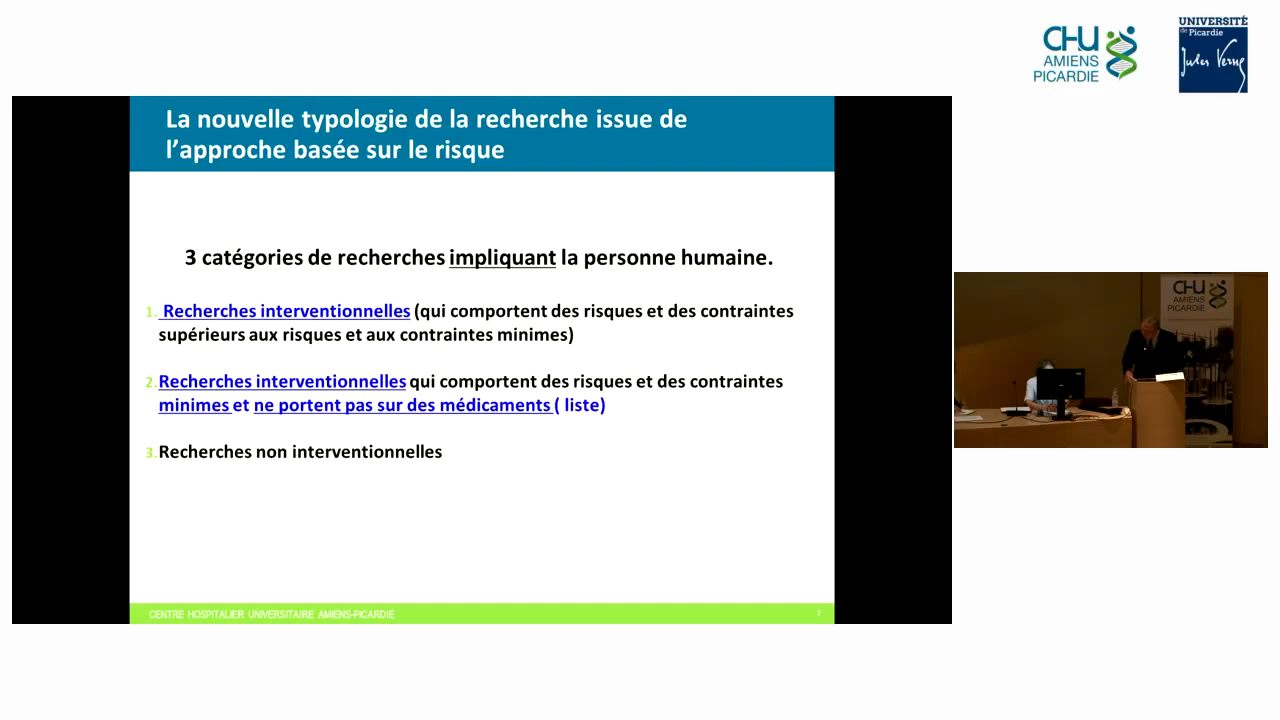 CHU
AMIENS
PICARDIE
UNIVERSITÉ
de Picardie
Jules Verne
La nouvelle typologie de la recherche issue de
l’approche basée sur le risque
3 catégories de recherches impliquant la personne humaine.
1. Recherches interventionnelles (qui comportent des risques et des contraintes
supérieurs aux risques et aux contraintes minimes)
2. Recherches interventionnelles qui comportent des risques et des contraintes
minimes et ne portent pas sur des médicaments ( liste)
3. Recherches non interventionnelles
CENTRE HOSPITALIER UNIVERSITAIRE AMIENS-PICARDIE
7
CHU
AMIENS
PICARDIE